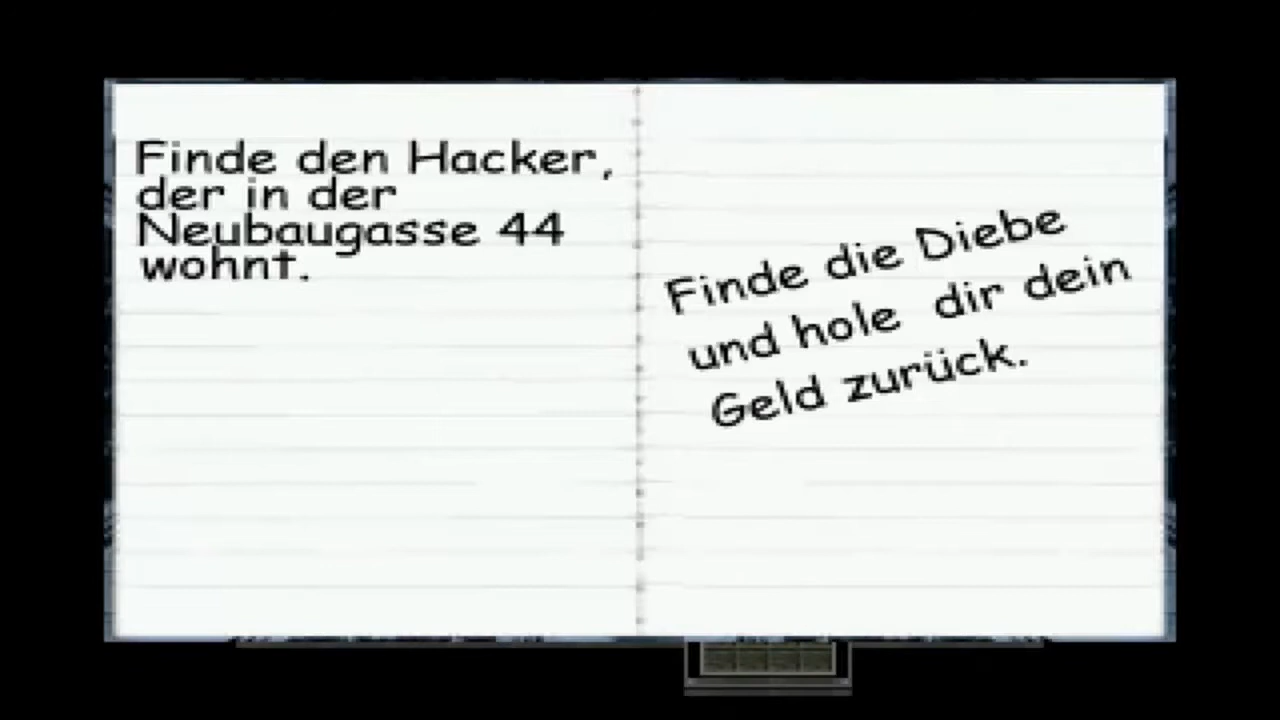 Finde den Hacker,
der in der
Neubaugasse 44
wohnt.
Finde die Diebe
und hole dir dein
Geld zurück.